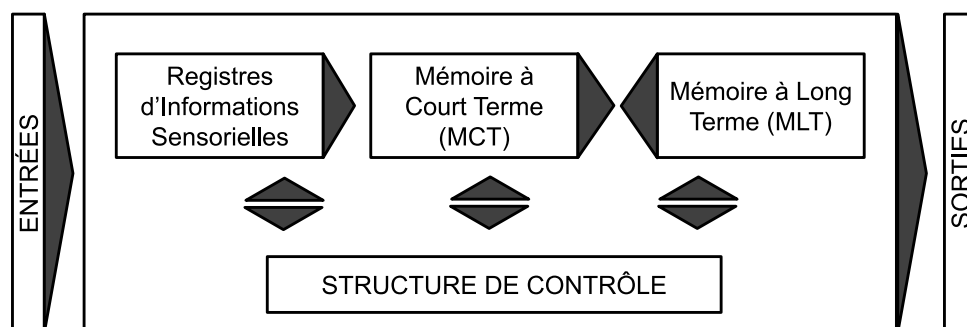 ENTRÉES
Registres
d'Informations
Sensorielles
Mémoire à
Court Terme
(MCT)
Mémoire à Long
Terme (MLT)
STRUCTURE DE CONTRÔLE
SORTIES